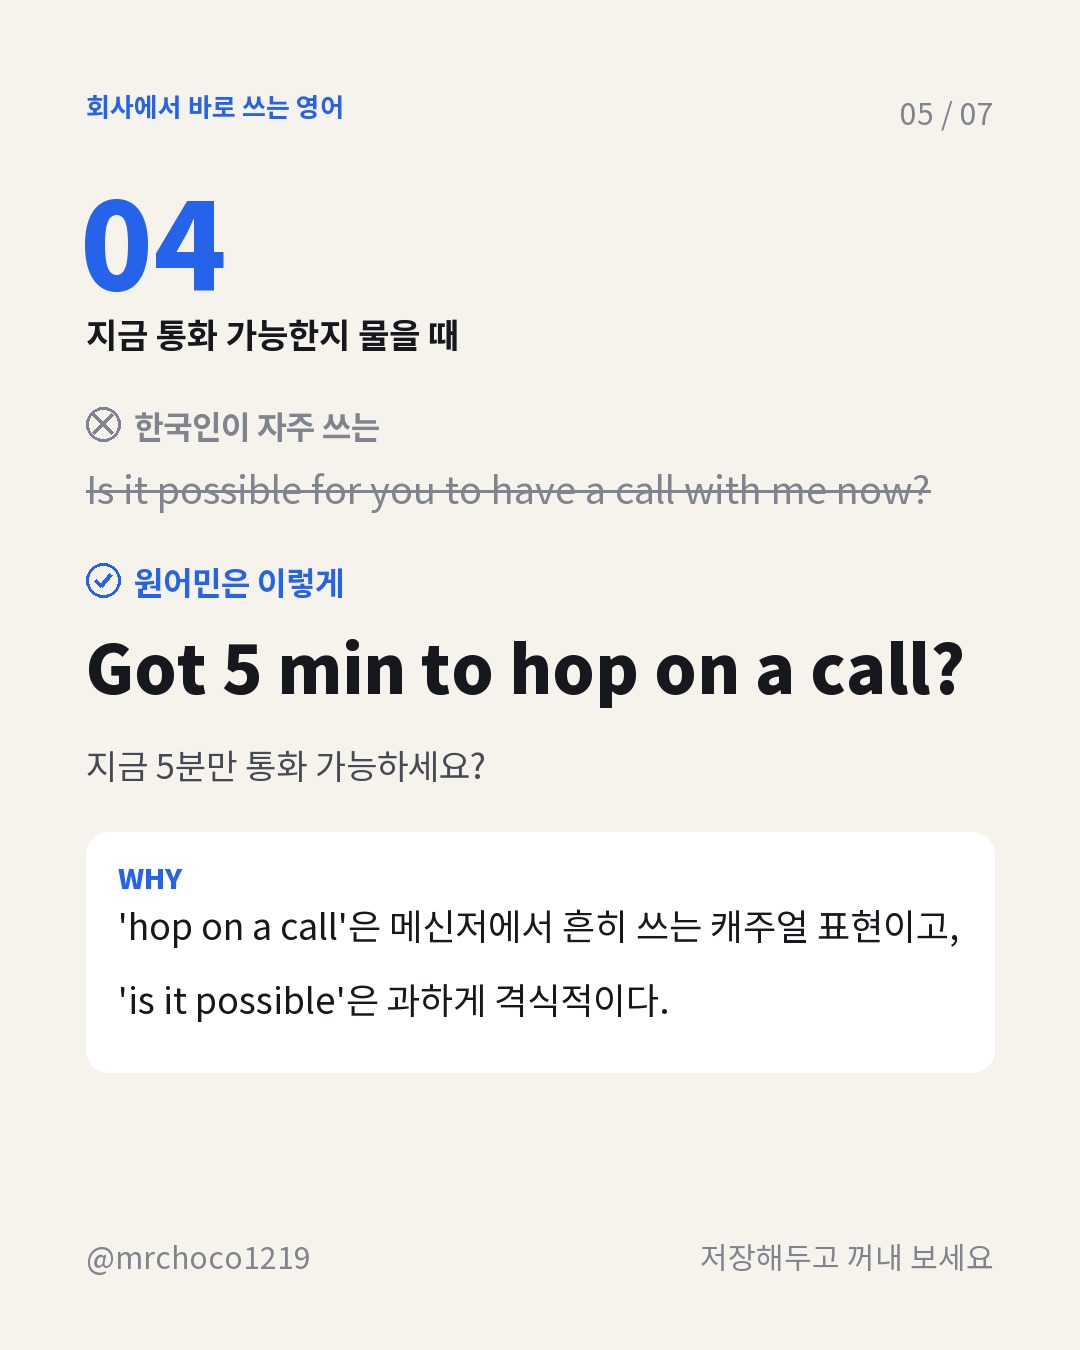 회사에서 바로 쓰는 영어
05 / 07
04
지금 통화 가능한지 물을 때
한국인이 자주 쓰는
Is it possible for you to have a call with me now?
원어민은 이렇게
Got 5 min to hop on a call?
지금 5분만 통화 가능하세요?
WHY
'hop on a call'은 메신저에서 흔히 쓰는 캐주얼 표현이고,
'is it possible'은 과하게 격식적이다.
@mrchoco1219
저장해두고 꺼내 보세요